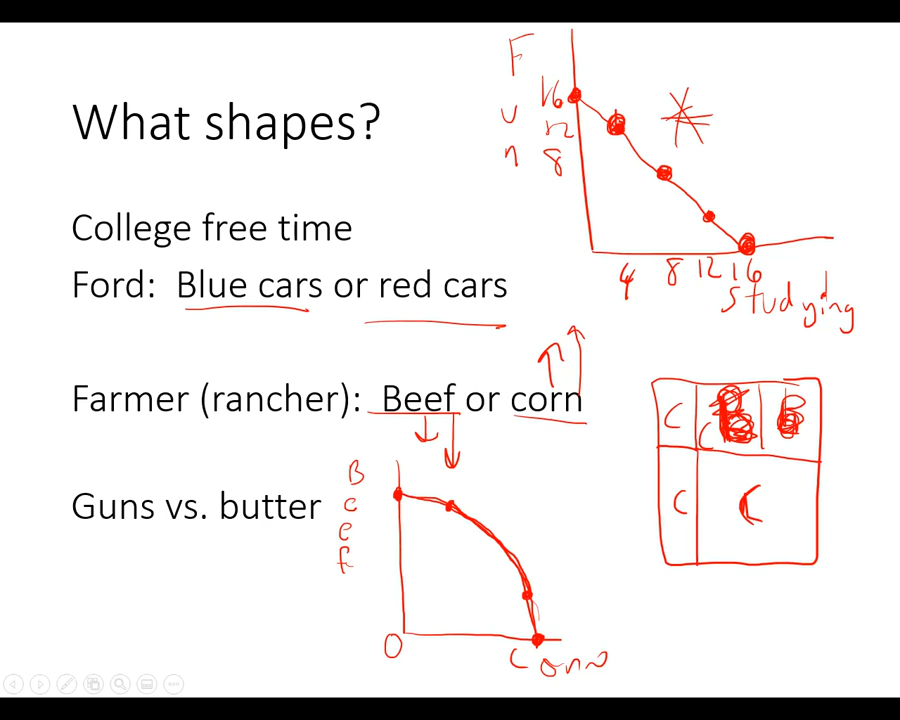 What shapes?
College free time
Ford: Blue cars or red cars
Farmer (rancher): Beef or corn
Guns vs. butter
F
u
n
16
12
8
4 8 12 16
Studying
B
e
e
f
0
Corn
C
B
C
C
C